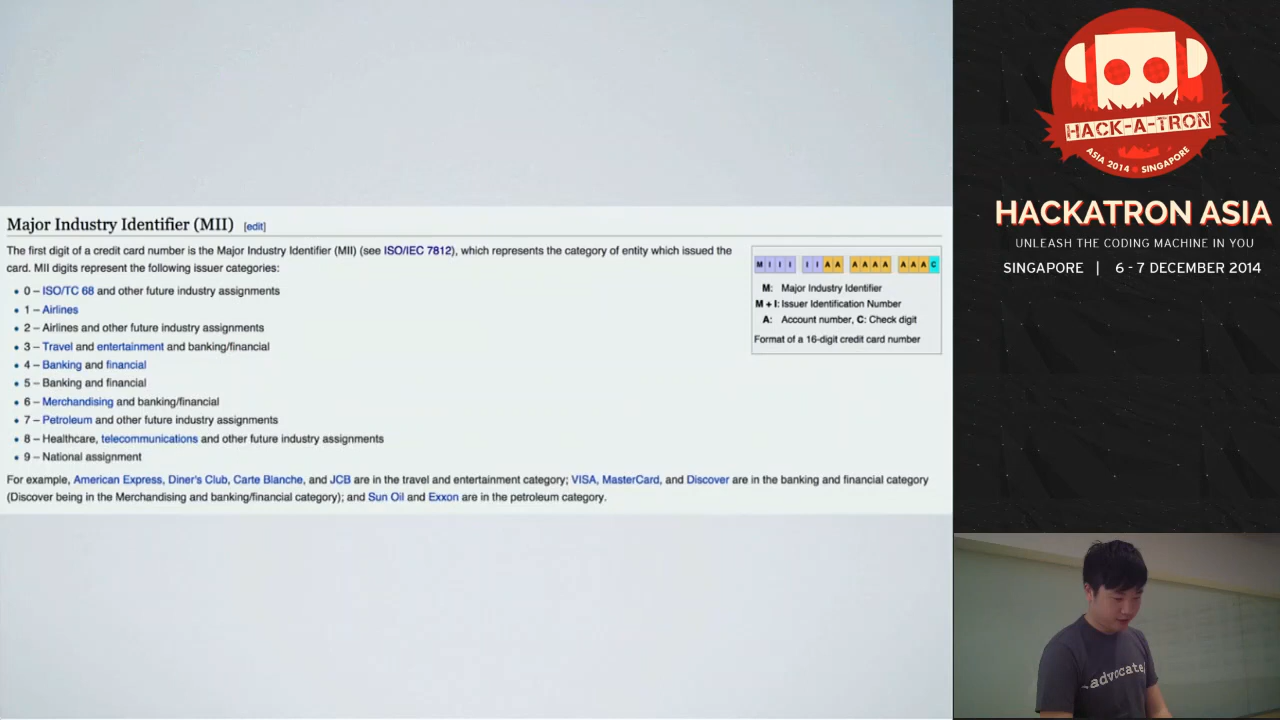 Major Industry Identifier (MII) [edit]
The first digit of a credit card number is the Major Industry Identifier (MII) (see ISO/IEC 7812), which represents the category of entity which issued the
card. MII digits represent the following issuer categories:
• 0 – ISO/TC 68 and other future industry assignments
• 1 – Airlines
• 2 – Airlines and other future industry assignments
• 3 – Travel and entertainment and banking/financial
• 4 – Banking and financial
• 5 – Banking and financial
• 6 – Merchandising and banking/financial
• 7 – Petroleum and other future industry assignments
• 8 – Healthcare, telecommunications and other future industry assignments
• 9 – National assignment
For example, American Express, Diner's Club, Carte Blanche, and JCB are in the travel and entertainment category; VISA, MasterCard, and Discover are in the banking and financial category
(Discover being in the Merchandising and banking/financial category); and Sun Oil and Exxon are in the petroleum category.
M I I I I I A A A A A A A A A C
M: Major Industry Identifier
M + I: Issuer Identification Number
A: Account number, C: Check digit
Format of a 16-digit credit card number
HACK-A-TRON
ASIA 2014 SINGAPORE
HACKATRON ASIA
UNLEASH THE CODING MACHINE IN YOU
SINGAPORE | 6 - 7 DECEMBER 2014
advocate/